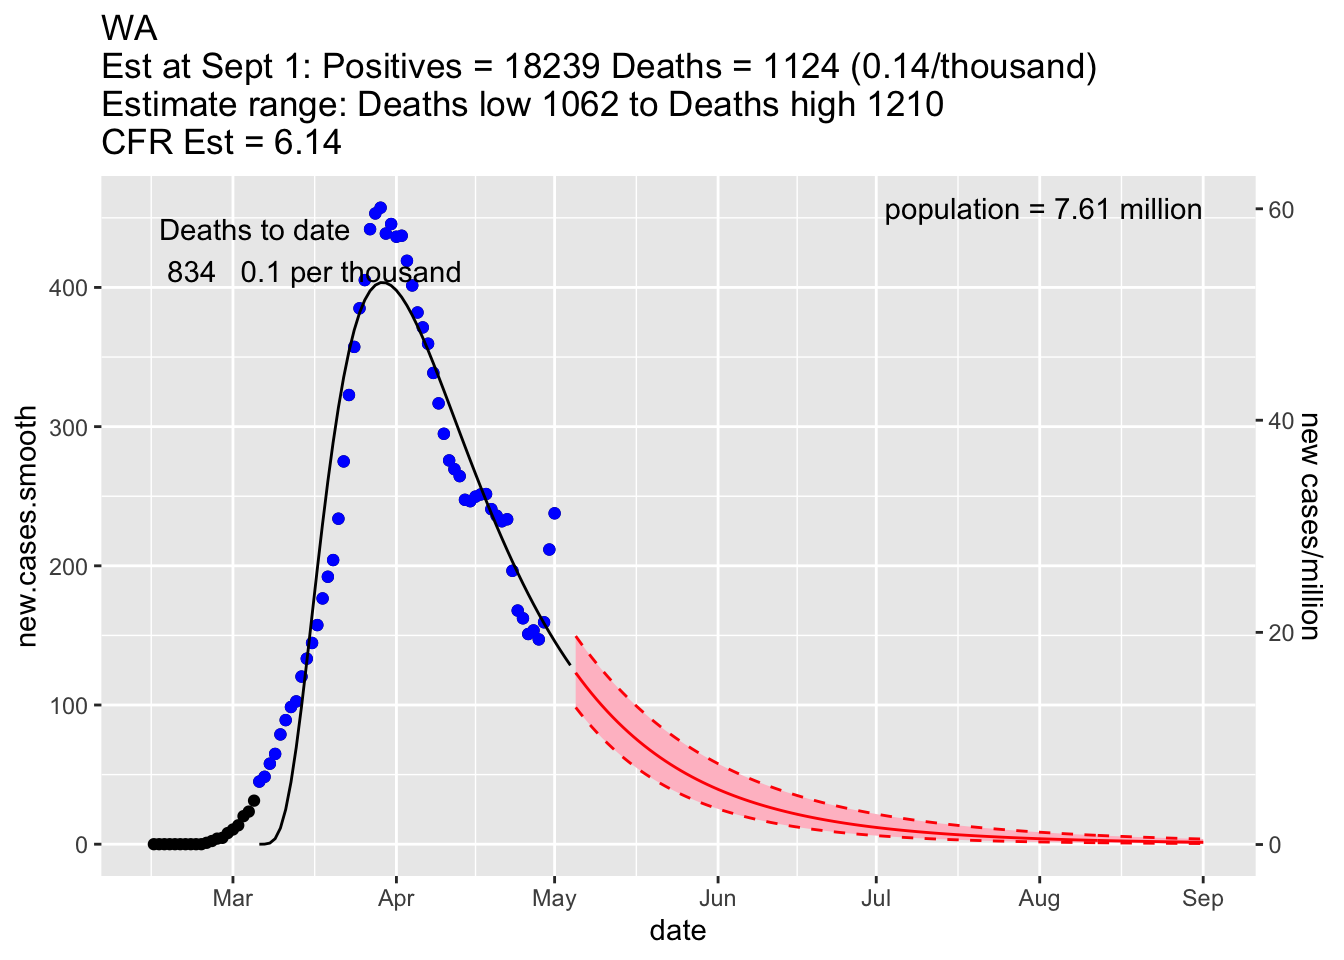 WA
Est at Sept 1: Positives = 18239 Deaths = 1124 (0.14/thousand)
Estimate range: Deaths low 1062 to Deaths high 1210
CFR Est = 6.14
population = 7.61 million
Deaths to date
834 0.1 per thousand
new.cases.smooth
400
300
200
100
0
60
40
20
0
new cases/million
Mar Apr May Jun Jul Aug Sep
date